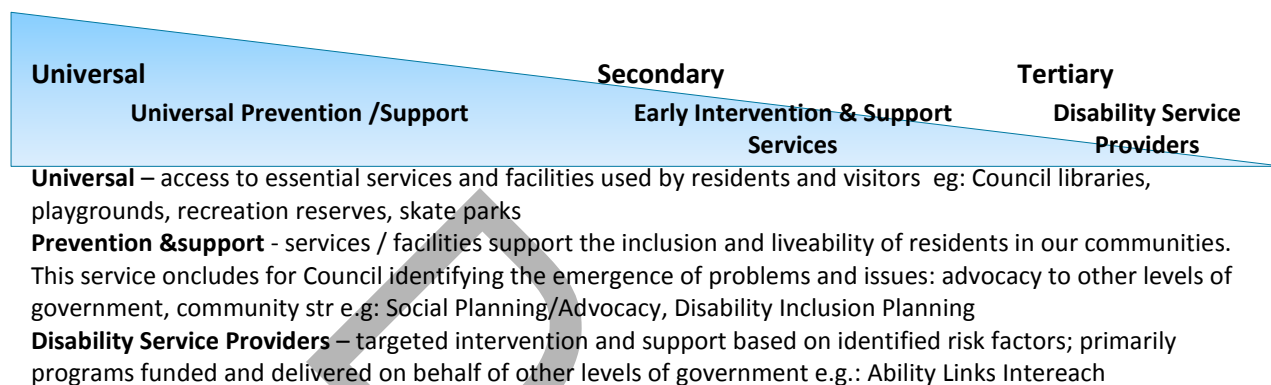 Universal Secondary Tertiary
Universal Prevention /Support Early Intervention & Support Disability Service
Services Providers
Universal – access to essential services and facilities used by residents and visitors  eg: Council libraries,
playgrounds, recreation reserves, skate parks
Prevention &support - services / facilities support the inclusion and liveability of residents in our communities.
This service oncludes for Council identifying the emergence of problems and issues: advocacy to other levels of
government, community str e.g: Social Planning/Advocacy, Disability Inclusion Planning
Disability Service Providers – targeted intervention and support based on identified risk factors; primarily
programs funded and delivered on behalf of other levels of government e.g.: Ability Links Intereach